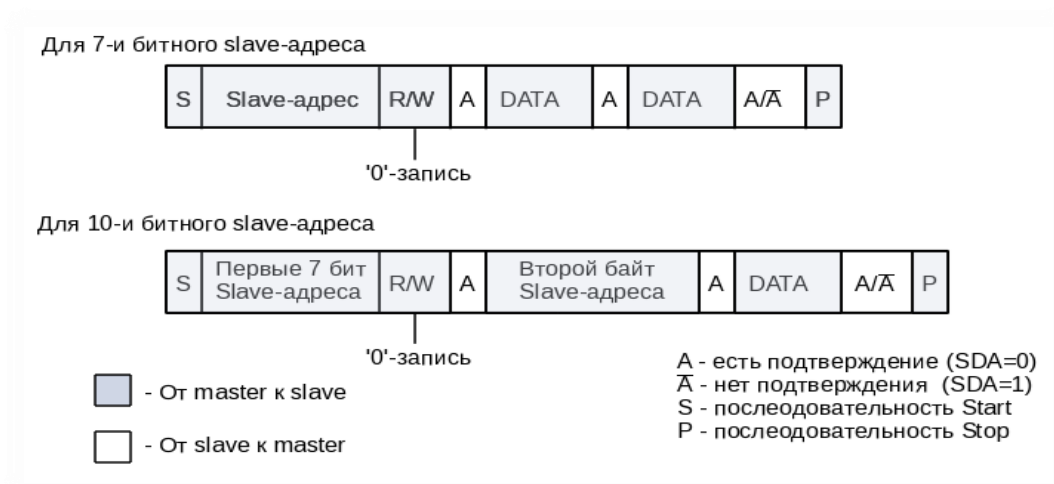 Для 7-и битного slave-адреса
S Slave-адрес R/W A DATA A DATA A/A̅ P
'0'-запись
Для 10-и битного slave-адреса
S Первые 7 бит Slave-адреса R/W A Второй байт Slave-адреса A DATA A/A̅ P
'0'-запись
- От master к slave
- От slave к master
A - есть подтверждение (SDA=0)
A̅ - нет подтверждения (SDA=1)
S - послеодовательность Start
P - послеодовательность Stop